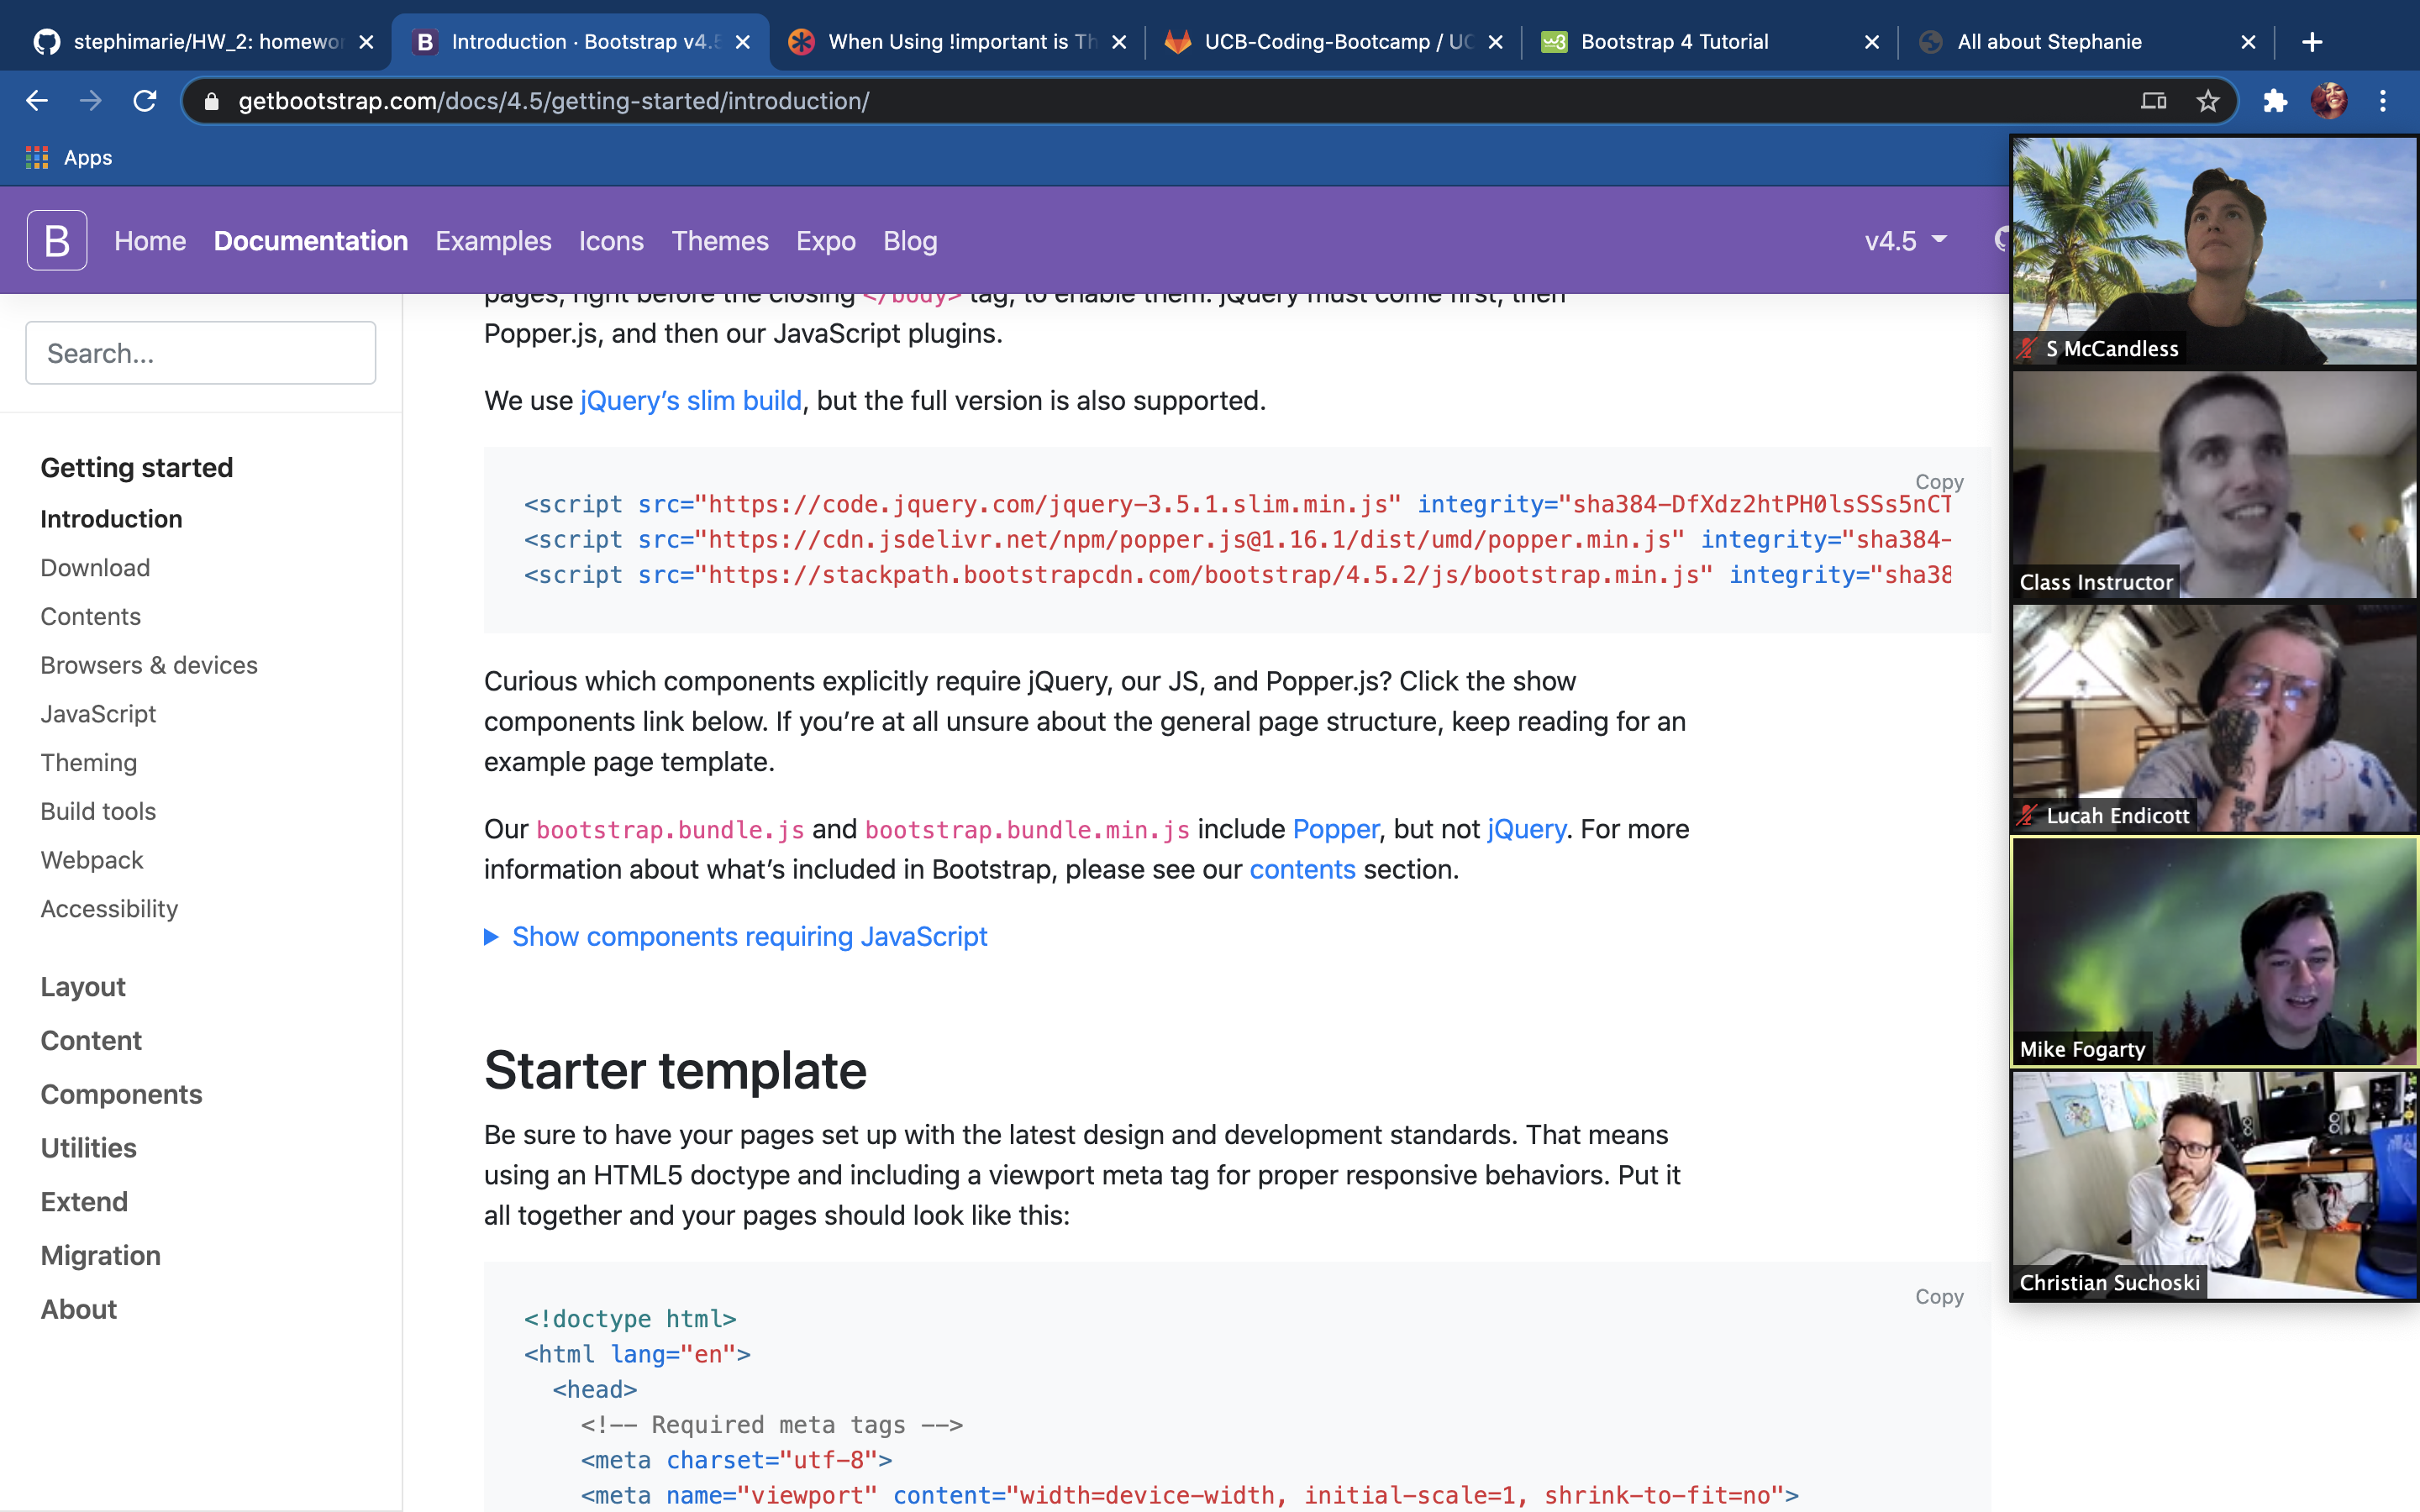 stephimarie/HW_2: homewor
Introduction · Bootstrap v4.5
When Using !important is Th
UCB-Coding-Bootcamp / UC
Bootstrap 4 Tutorial
All about Stephanie
getbootstrap.com/docs/4.5/getting-started/introduction/
Apps
B Home Documentation Examples Icons Themes Expo Blog v4.5
Search...
Getting started
Introduction
Download
Contents
Browsers & devices
JavaScript
Theming
Build tools
Webpack
Accessibility
Layout
Content
Components
Utilities
Extend
Migration
About
pages, right before the closing </body> tag, to enable them. jQuery must come first, then
Popper.js, and then our JavaScript plugins.
We use jQuery’s slim build, but the full version is also supported.
Copy
<script src="https://code.jquery.com/jquery-3.5.1.slim.min.js" integrity="sha384-DfXdz2htPH0lsSSs5nCT
<script src="https://cdn.jsdelivr.net/npm/popper.js@1.16.1/dist/umd/popper.min.js" integrity="sha384-
<script src="https://stackpath.bootstrapcdn.com/bootstrap/4.5.2/js/bootstrap.min.js" integrity="sha38
Curious which components explicitly require jQuery, our JS, and Popper.js? Click the show
components link below. If you’re at all unsure about the general page structure, keep reading for an
example page template.
Our bootstrap.bundle.js and bootstrap.bundle.min.js include Popper, but not jQuery. For more
information about what’s included in Bootstrap, please see our contents section.
Show components requiring JavaScript
Starter template
Be sure to have your pages set up with the latest design and development standards. That means
using an HTML5 doctype and including a viewport meta tag for proper responsive behaviors. Put it
all together and your pages should look like this:
Copy
<!doctype html>
<html lang="en">
<head>
<!-- Required meta tags -->
<meta charset="utf-8">
<meta name="viewport" content="width=device-width, initial-scale=1, shrink-to-fit=no">
S McCandless
Class Instructor
Lucah Endicott
Mike Fogarty
Christian Suchoski